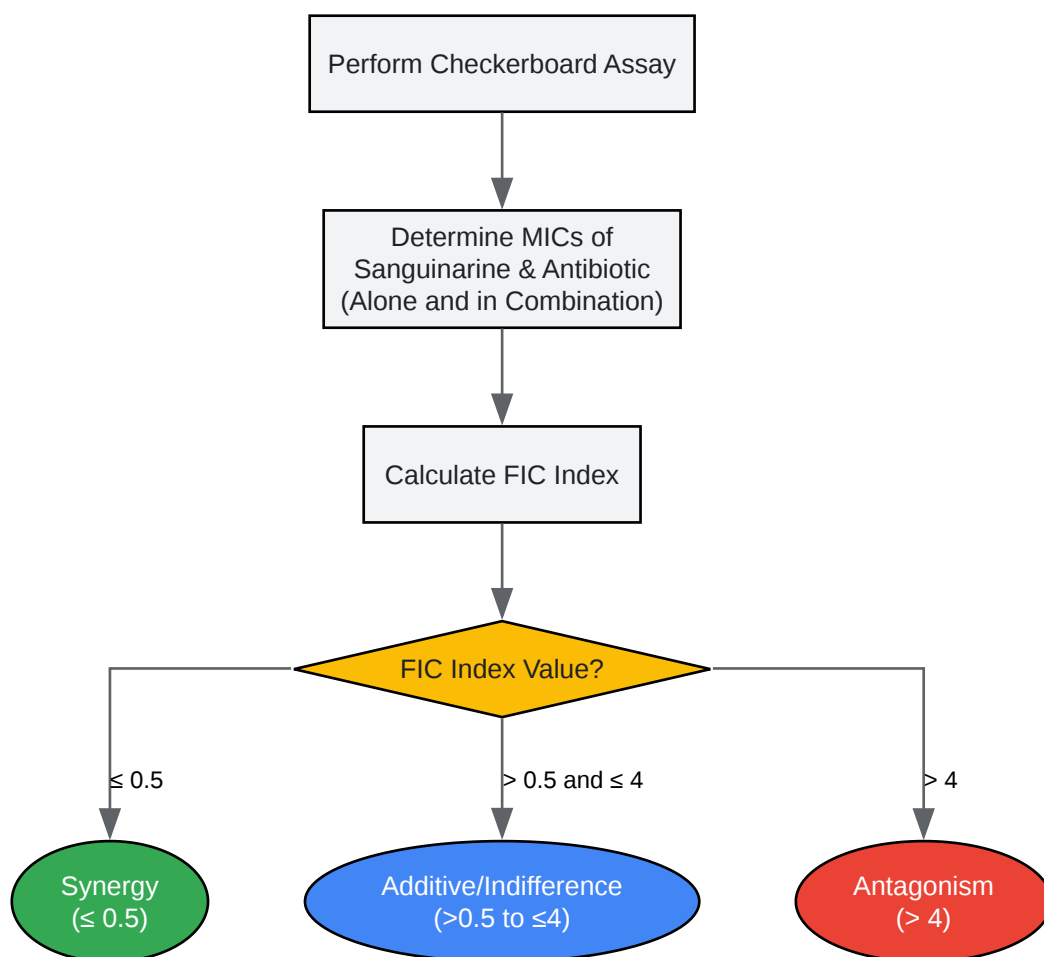 Perform Checkerboard Assay
Determine MICs of
Sanguinarine & Antibiotic
(Alone and in Combination)
Calculate FIC Index
FIC Index Value?
≤ 0.5
> 0.5 and ≤ 4
> 4
Synergy
(≤ 0.5)
Additive/Indifference
(>0.5 to ≤4)
Antagonism
(> 4)